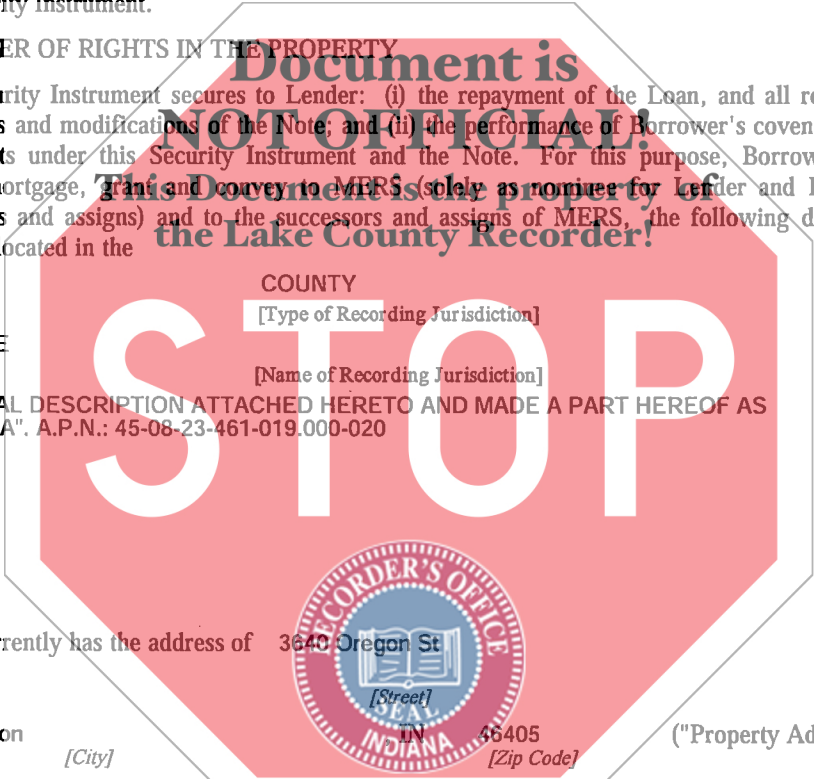 ity Instrument.
ER OF RIGHTS IN THE PROPERTY
Document is
rity Instrument secures to Lender: (i) the repayment of the Loan, and all re
NOT OFFICIAL!
s and modifications of the Note; and (ii) the performance of Borrower's coven
ts under this Security Instrument and the Note. For this purpose, Borrow
This Document is the property of
ortgage, grant and convey to MERS (solely as nominee for Lender and
s and assigns) and to the successors and assigns of MERS, the following d
the Lake County Recorder!
ocated in the
COUNTY
[Type of Recording Jurisdiction]
E
[Name of Recording Jurisdiction]
AL DESCRIPTION ATTACHED HERETO AND MADE A PART HEREOF AS
A". A.P.N.: 45-08-23-461-019.000-020
STOP
RECORDER'S OFFICE
rrently has the address of 3640 Oregon St
[Street]
SEAL
INDIANA
on , IN 46405 ("Property Ad
[City] [Zip Code]